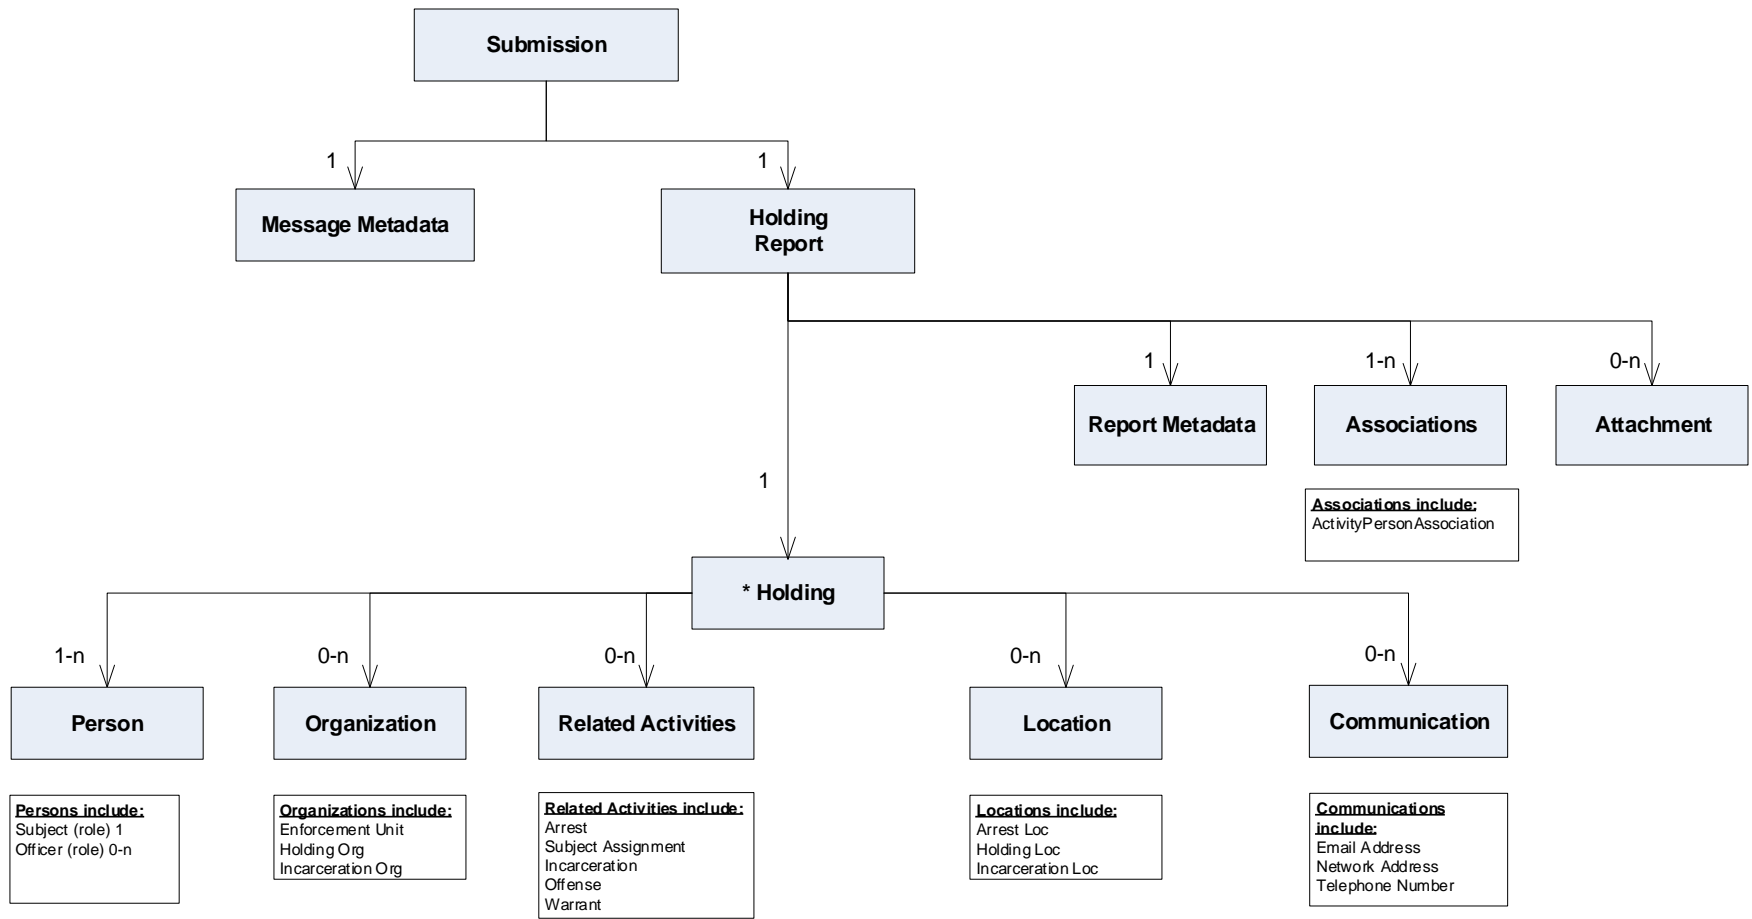 Submission
1
1
Message Metadata
Holding
Report
1
1-n
0-n
Report Metadata
Associations
Attachment
1
Associations include:
ActivityPersonAssociation
* Holding
1-n
0-n
0-n
0-n
0-n
Person
Organization
Related Activities
Location
Communication
Persons include:
Subject (role) 1
Officer (role) 0-n
Organizations include:
Enforcement Unit
Holding Org
Incarceration Org
Related Activities include:
Arrest
Subject Assignment
Incarceration
Offense
Warrant
Locations include:
Arrest Loc
Holding Loc
Incarceration Loc
Communications
include:
Email Address
Network Address
Telephone Number